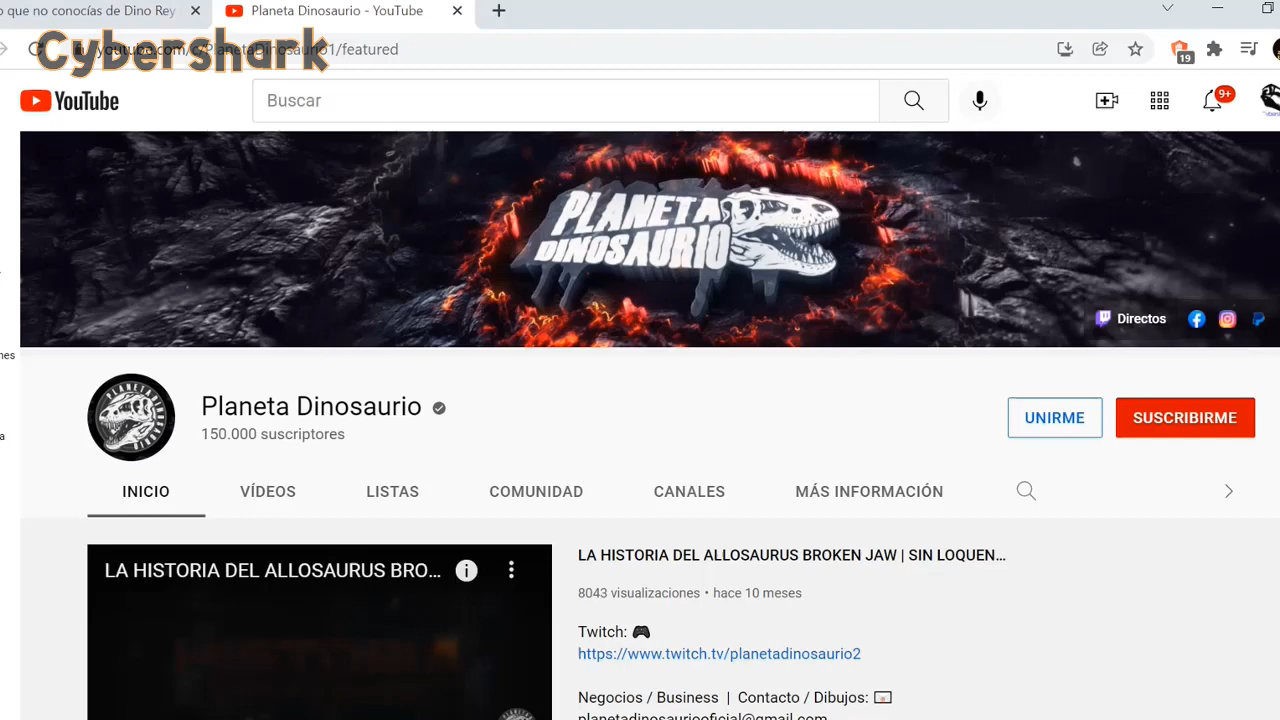 o que no conocías de Dino Rey
Planeta Dinosaurio - YouTube
Cybershark
youtube.com/c/PlanetaDinosaurio1/featured
19
YouTube
Buscar
9+
PLANETA
DINOSAURIO
Directos
nes
Planeta Dinosaurio
150.000 suscriptores
UNIRME
SUSCRIBIRME
a
INICIO
VÍDEOS
LISTAS
COMUNIDAD
CANALES
MÁS INFORMACIÓN
LA HISTORIA DEL ALLOSAURUS BRO...
LA HISTORIA DEL ALLOSAURUS BROKEN JAW | SIN LOQUEN...
8043 visualizaciones • hace 10 meses
Twitch: 🎮
https://www.twitch.tv/planetadinosaurio2
Negocios / Business | Contacto / Dibujos:
planetadinosauriooficial@gmail.com